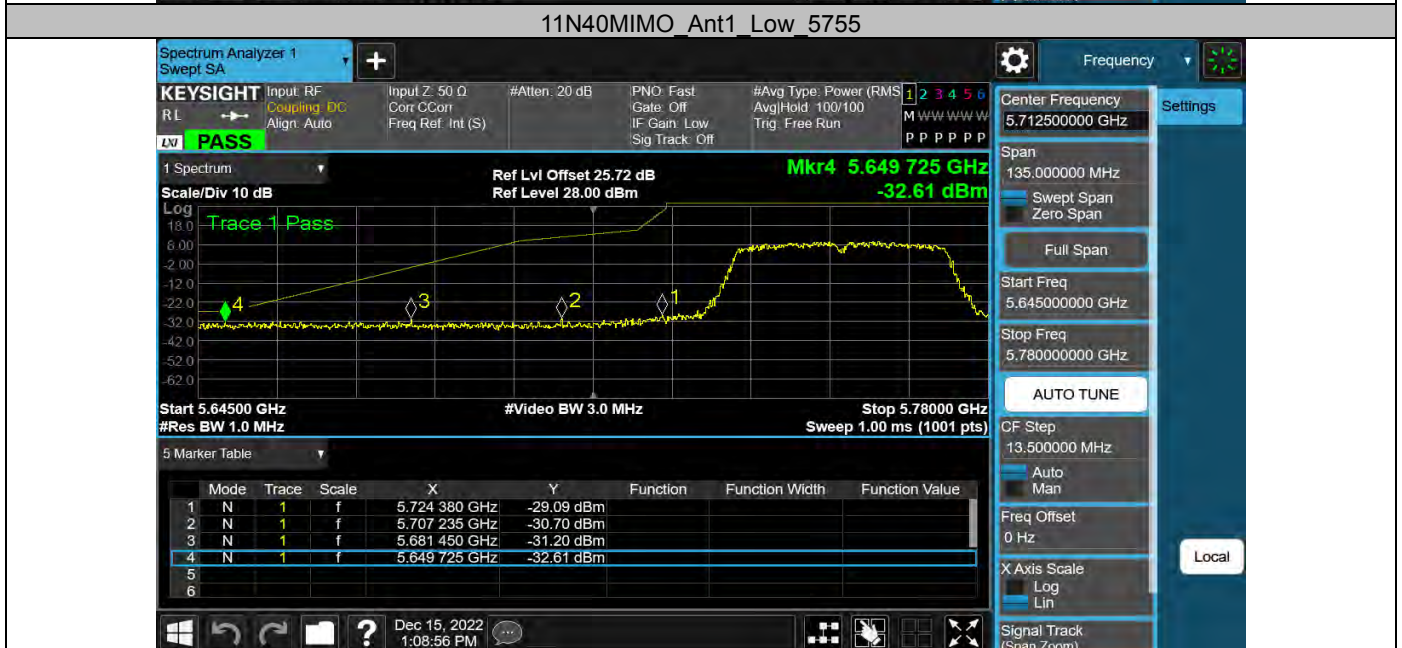 11N40MIMO_Ant1_Low_5755
Spectrum Analyzer 1
Swept SA
+
Frequency
KEYSIGHT
RL
LXI
PASS
Input: RF
Coupling: DC
Align: Auto
Input Z: 50 Ω
Corr CCorr
Freq Ref: Int (S)
#Atten: 20 dB
PNO: Fast
Gate: Off
IF Gain: Low
Sig Track: Off
#Avg Type: Power (RMS
Avg|Hold: 100/100
Trig: Free Run
1 2 3 4 5 6
M W W W W W
P P P P P P
Settings
Center Frequency
5.712500000 GHz
Span
135.000000 MHz
Swept Span
Zero Span
Full Span
Start Freq
5.645000000 GHz
Stop Freq
5.780000000 GHz
AUTO TUNE
CF Step
13.500000 MHz
Auto
Man
Freq Offset
0 Hz
X Axis Scale
Log
Lin
Signal Track
(Span Zoom)
Local
1 Spectrum
Scale/Div 10 dB
Ref Lvl Offset 25.72 dB
Ref Level 28.00 dBm
Mkr4 5.649 725 GHz
-32.61 dBm
Log
Trace 1 Pass
18.0
8.00
-2.00
-12.0
-22.0
-32.0
-42.0
-52.0
-62.0
4
3
2
1
Start 5.64500 GHz
#Res BW 1.0 MHz
#Video BW 3.0 MHz
Stop 5.78000 GHz
Sweep 1.00 ms (1001 pts)
5 Marker Table
Mode Trace Scale X Y Function Function Width Function Value
1 N 1 f 5.724 380 GHz -29.09 dBm
2 N 1 f 5.707 235 GHz -30.70 dBm
3 N 1 f 5.681 450 GHz -31.20 dBm
4 N 1 f 5.649 725 GHz -32.61 dBm
5
6
?
Dec 15, 2022
1:08:56 PM